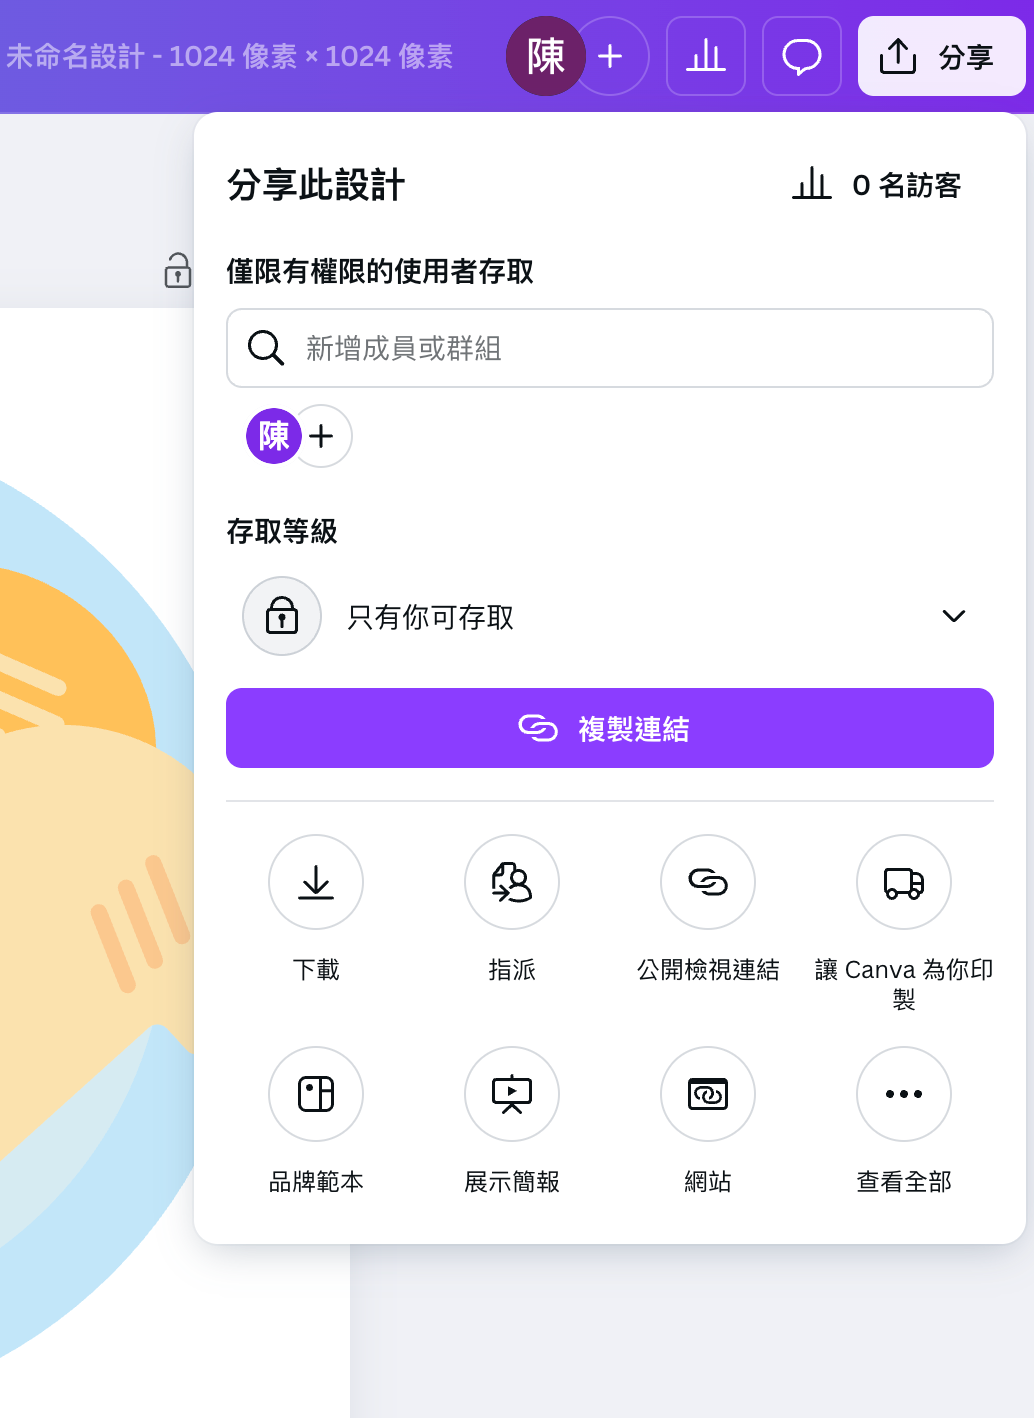 未命名設計 - 1024 像素 × 1024 像素
陳
分享
分享此設計
0 名訪客
僅限有權限的使用者存取
新增成員或群組
陳
存取等級
只有你可存取
複製連結
下載
指派
公開檢視連結
讓 Canva 為你印
製
品牌範本
展示簡報
網站
查看全部